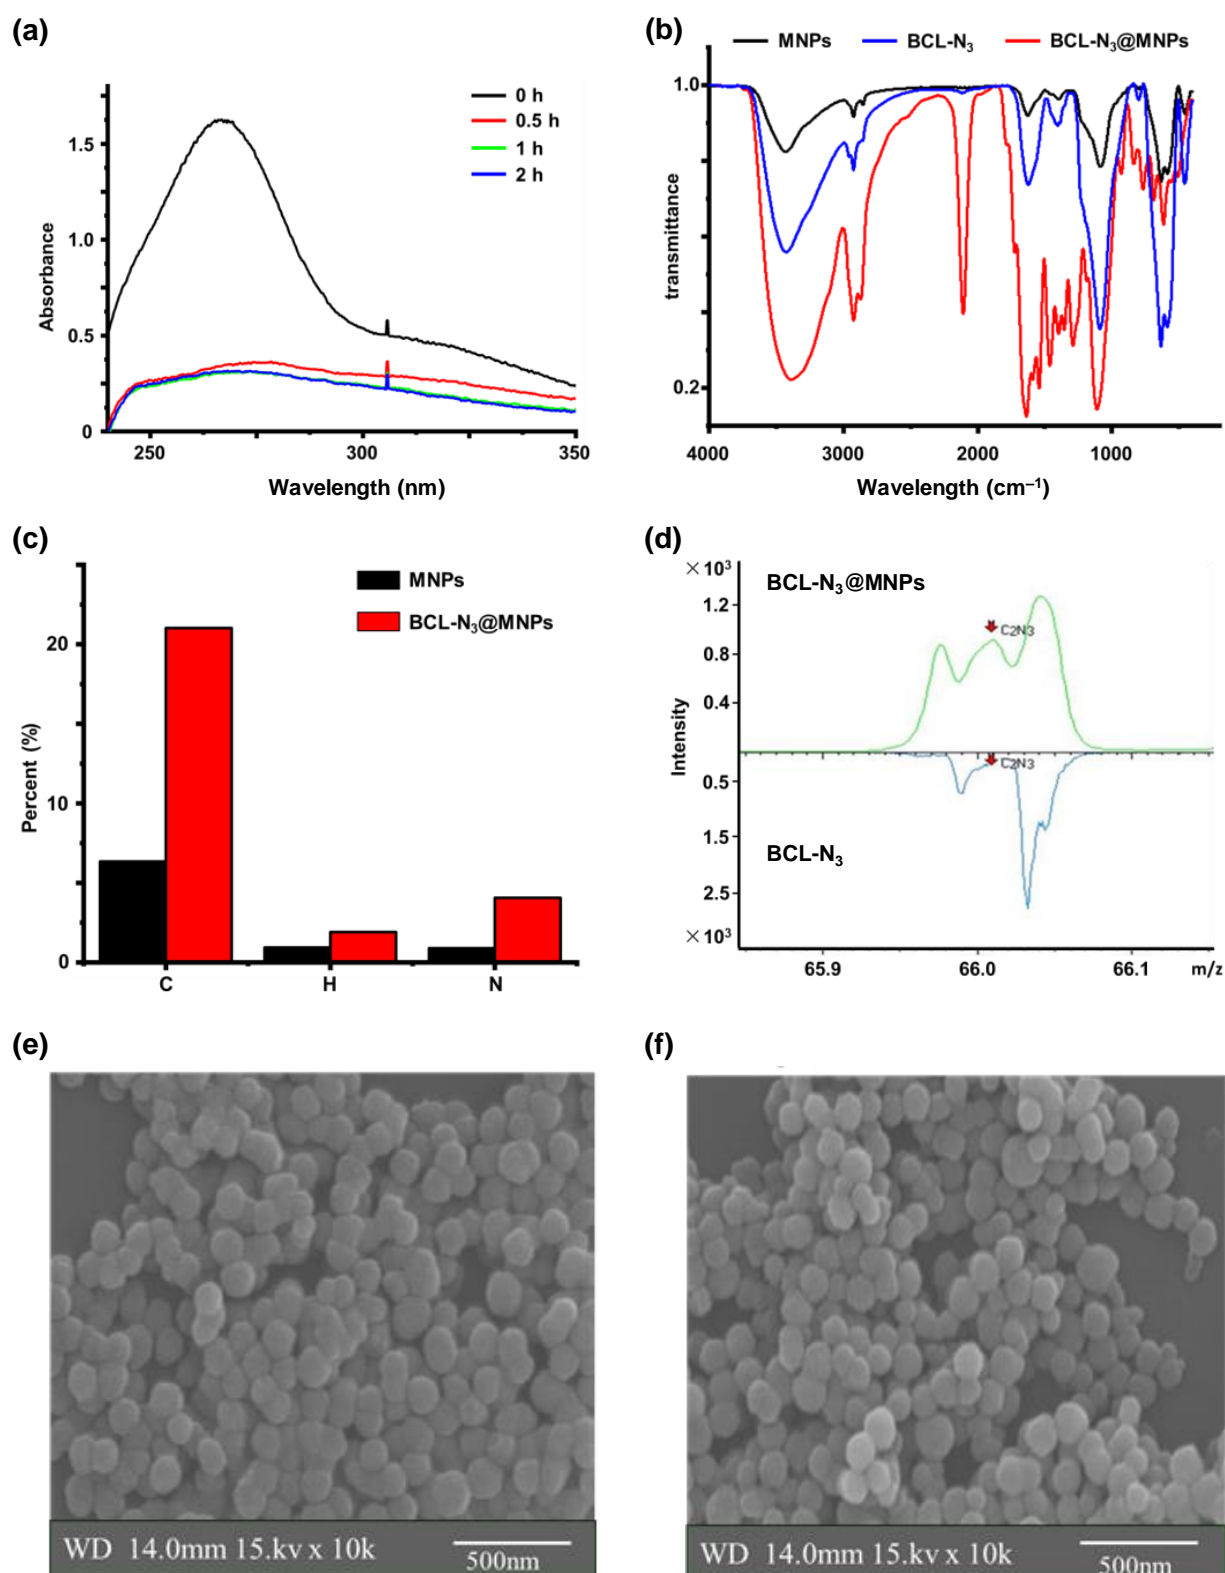 (a)
0 h
0.5 h
1 h
2 h
1.5
1.0
0.5
0
Absorbance
250
300
350
Wavelength (nm)
(b)
MNPs
BCL-N₃
BCL-N₃@MNPs
1.0
0.2
transmittance
4000
3000
2000
1000
Wavelength (cm⁻¹)
(c)
MNPs
BCL-N₃@MNPs
20
10
0
Percent (%)
C
H
N
(d)
×10³
BCL-N₃@MNPs
1.2
0.8
0.4
C₂N₃
Intensity
C₂N₃
0.5
1.5
2.5
BCL-N₃
×10³
65.9
66.0
66.1
m/z
(e)
WD 14.0mm 15.kv x 10k
500nm
(f)
WD 14.0mm 15.kv x 10k
500nm